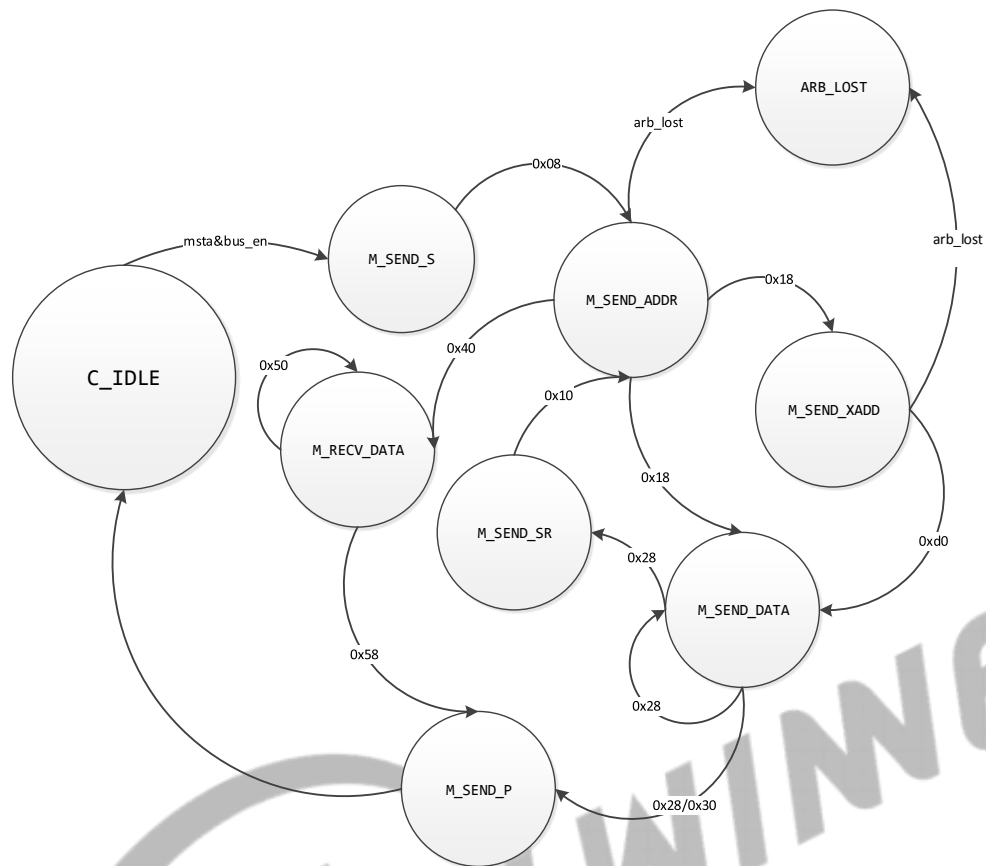 ARB_LOST
arb_lost
0x08
msta&bus_en
M_SEND_S
arb_lost
M_SEND_ADDR
0x18
0x40
0x50
C_IDLE
0x10
M_SEND_XADD
M_RECV_DATA
0x18
M_SEND_SR
0x28
0xd0
M_SEND_DATA
0x58
0x28
M_SEND_P
0x28/0x30